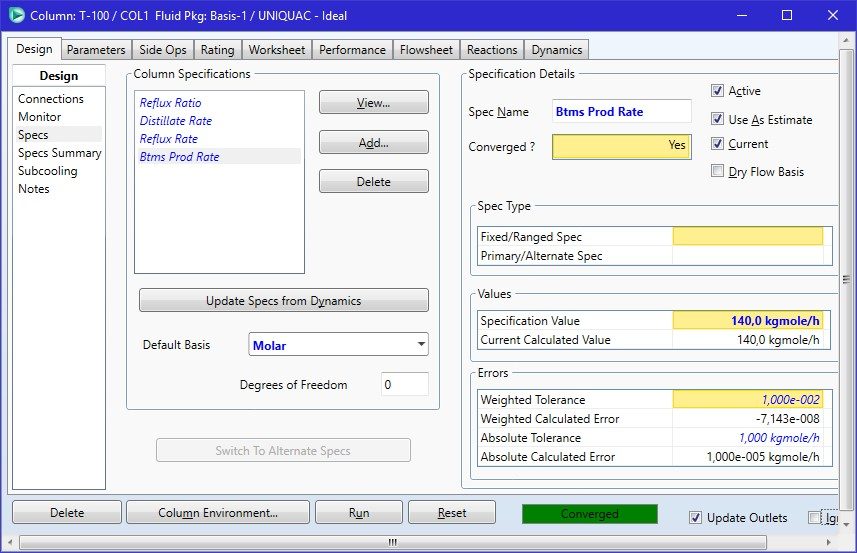 Column: T-100 / COL1 Fluid Pkg: Basis-1 / UNIQUAC - Ideal
Design Parameters Side Ops Rating Worksheet Performance Flowsheet Reactions Dynamics
Design
Connections
Monitor
Specs
Specs Summary
Subcooling
Notes
Column Specifications
Reflux Ratio
Distillate Rate
Reflux Rate
Btms Prod Rate
View...
Add...
Delete
Update Specs from Dynamics
Default Basis Molar
Degrees of Freedom 0
Switch To Alternate Specs
Specification Details
Spec Name Btms Prod Rate
Converged ? Yes
Active
Use As Estimate
Current
Dry Flow Basis
Spec Type
Fixed/Ranged Spec
Primary/Alternate Spec
Values
Specification Value 140,0 kgmole/h
Current Calculated Value 140,0 kgmole/h
Errors
Weighted Tolerance 1,000e-002
Weighted Calculated Error -7,143e-008
Absolute Tolerance 1,000 kgmole/h
Absolute Calculated Error 1,000e-005 kgmole/h
Delete Column Environment... Run Reset Converged Update Outlets